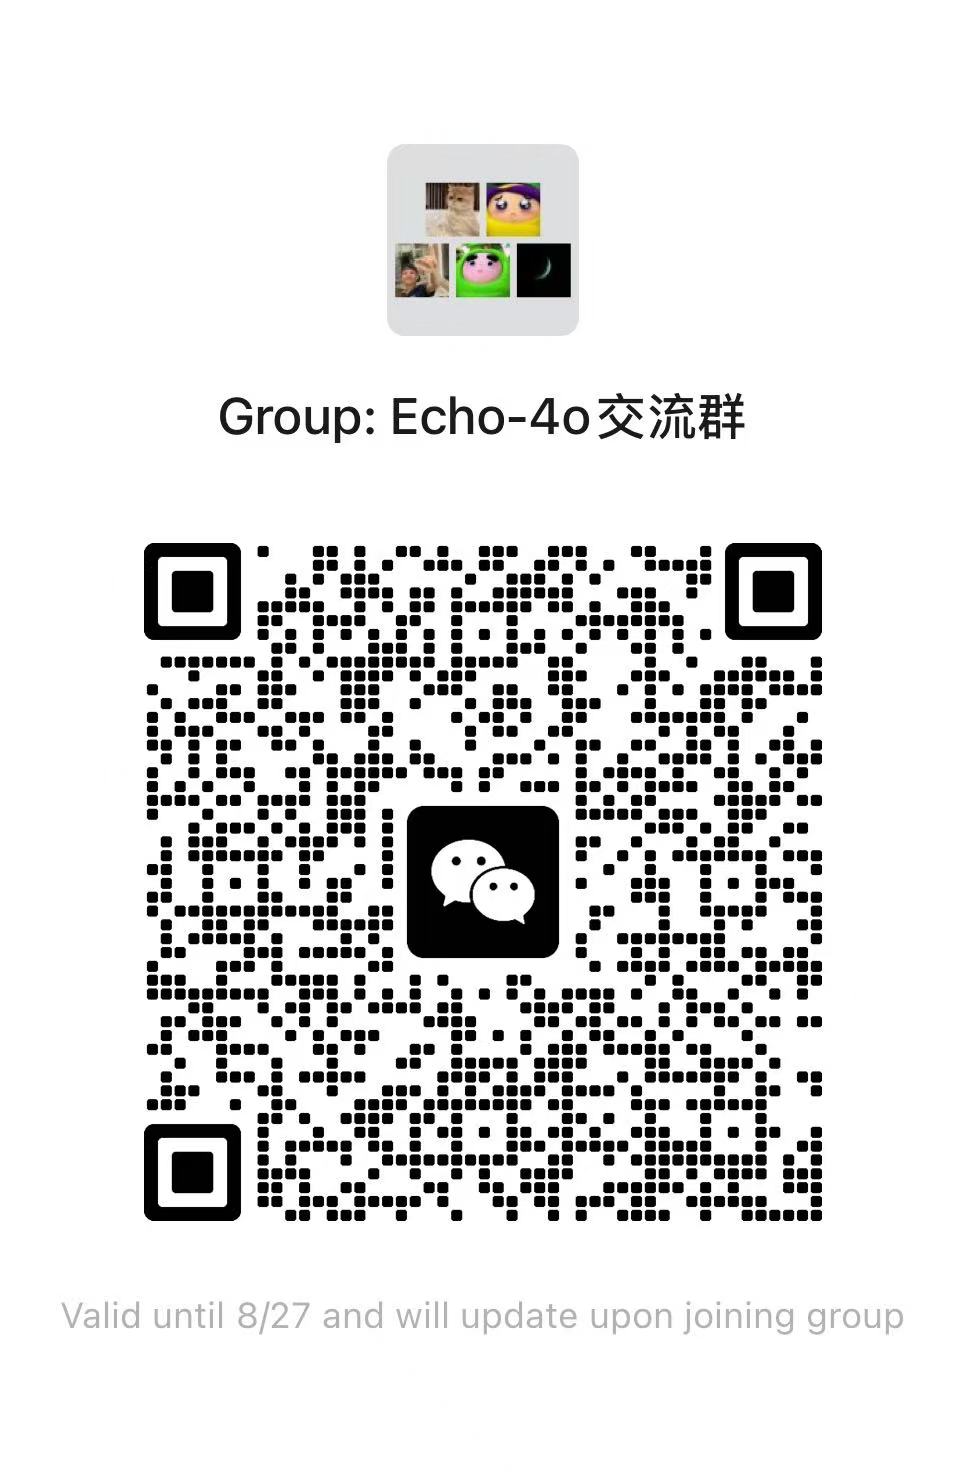 Group: Echo-4o交流群
Valid until 8/27 and will update upon joining group